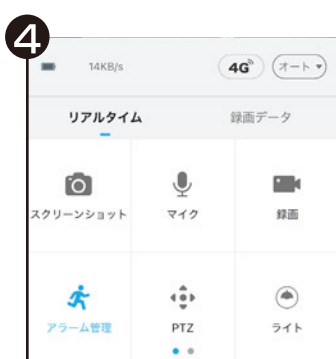 4
14KB/s
4G
オート
リアルタイム
録画データ
スクリーンショット
マイク
録画
アラーム管理
PTZ
ライト